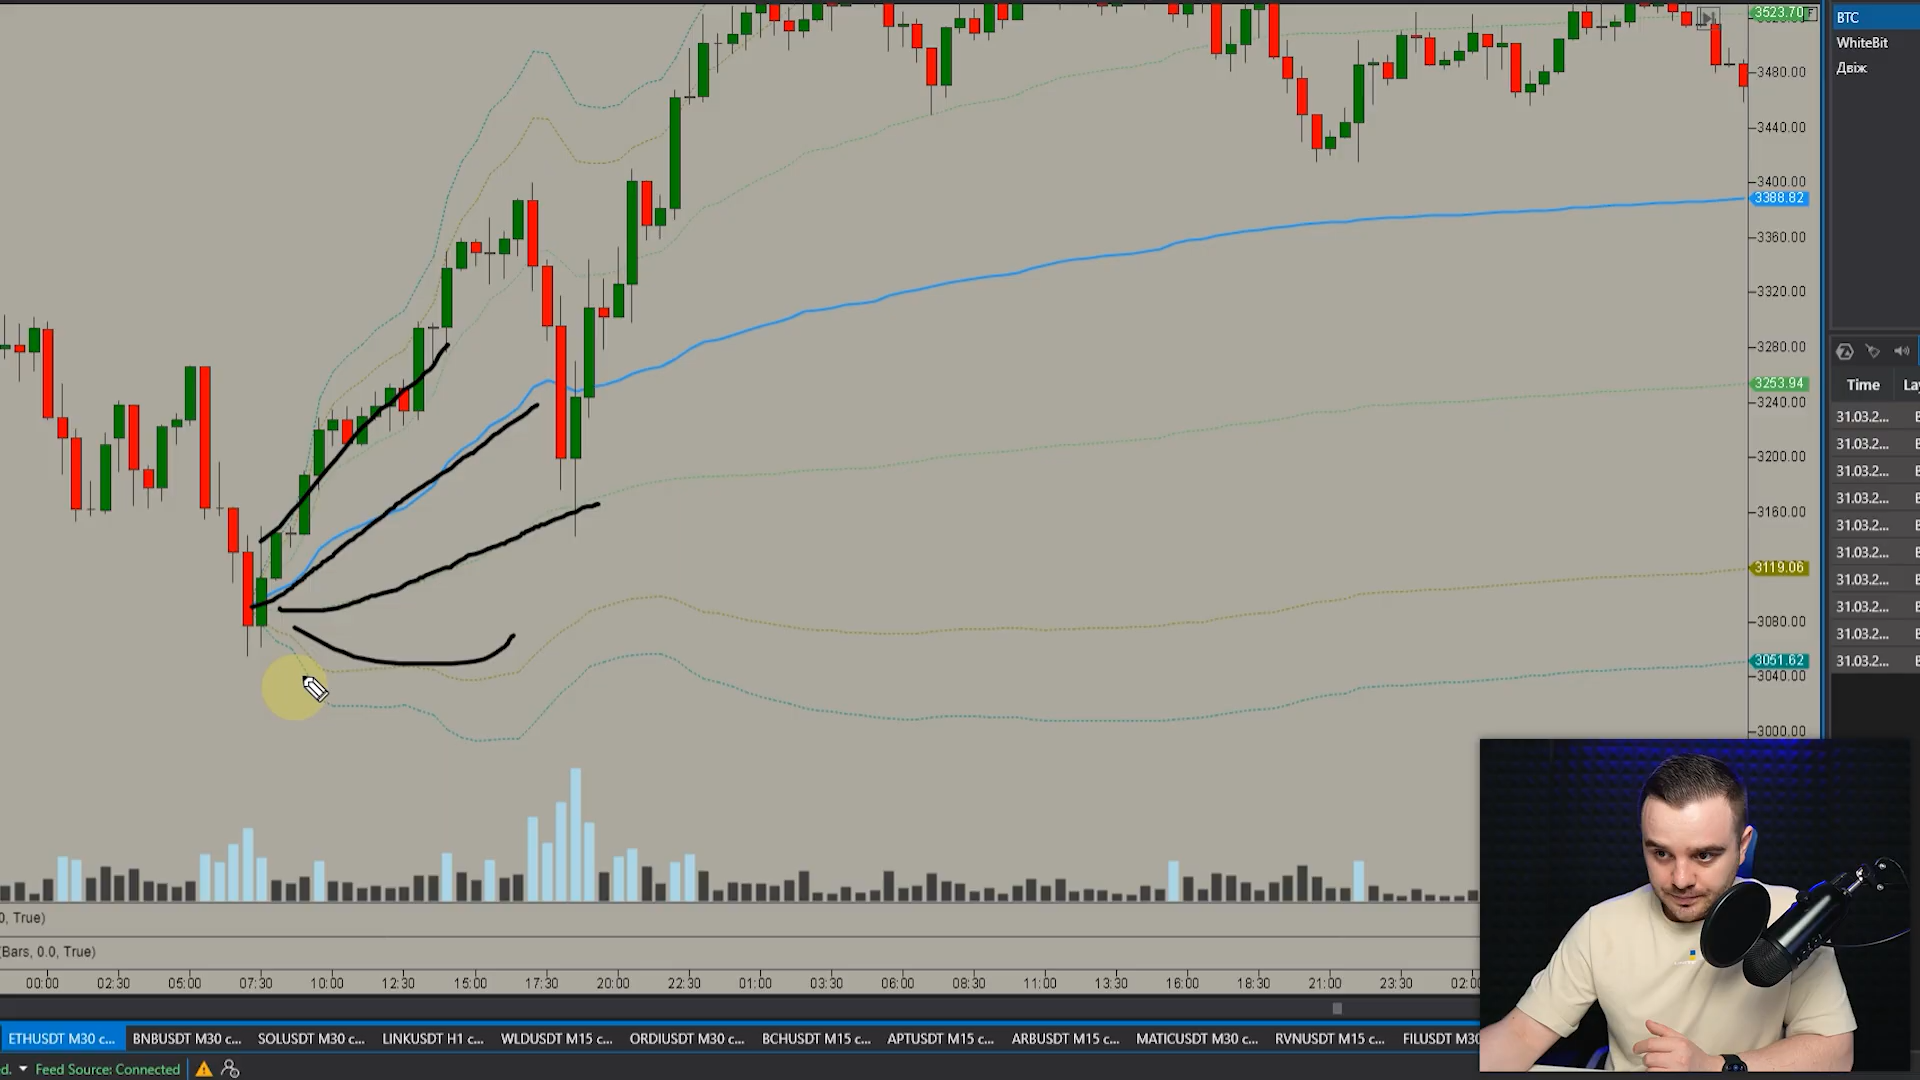 3523.70 F
3480.00
3440.00
3400.00
3388.82
3360.00
3320.00
3280.00
3253.94
3240.00
3200.00
3160.00
3119.06
3080.00
3051.62
3040.00
3000.00
BTC
WhiteBit
Двіж
Time La
31.03.2...
31.03.2...
31.03.2...
31.03.2...
31.03.2...
31.03.2...
31.03.2...
31.03.2...
31.03.2...
31.03.2...
0, True)
(Bars, 0.0, True)
00:00 02:30 05:00 07:30 10:00 12:30 15:00 17:30 20:00 22:30 01:00 03:30 06:00 08:30 11:00 13:30 16:00 18:30 21:00 23:30 02:
ETHUSDT M30 c... BNBUSDT M30 c... SOLUSDT M30 c... LINKUSDT H1 c... WLDUSDT M15 c... ORDIUSDT M30 c... BCHUSDT M15 c... APTUSDT M15 c... ARBUSDT M15 c... MATICUSDT M30 c... RVNUSDT M15 c... FILUSDT M30
d. Feed Source: Connected